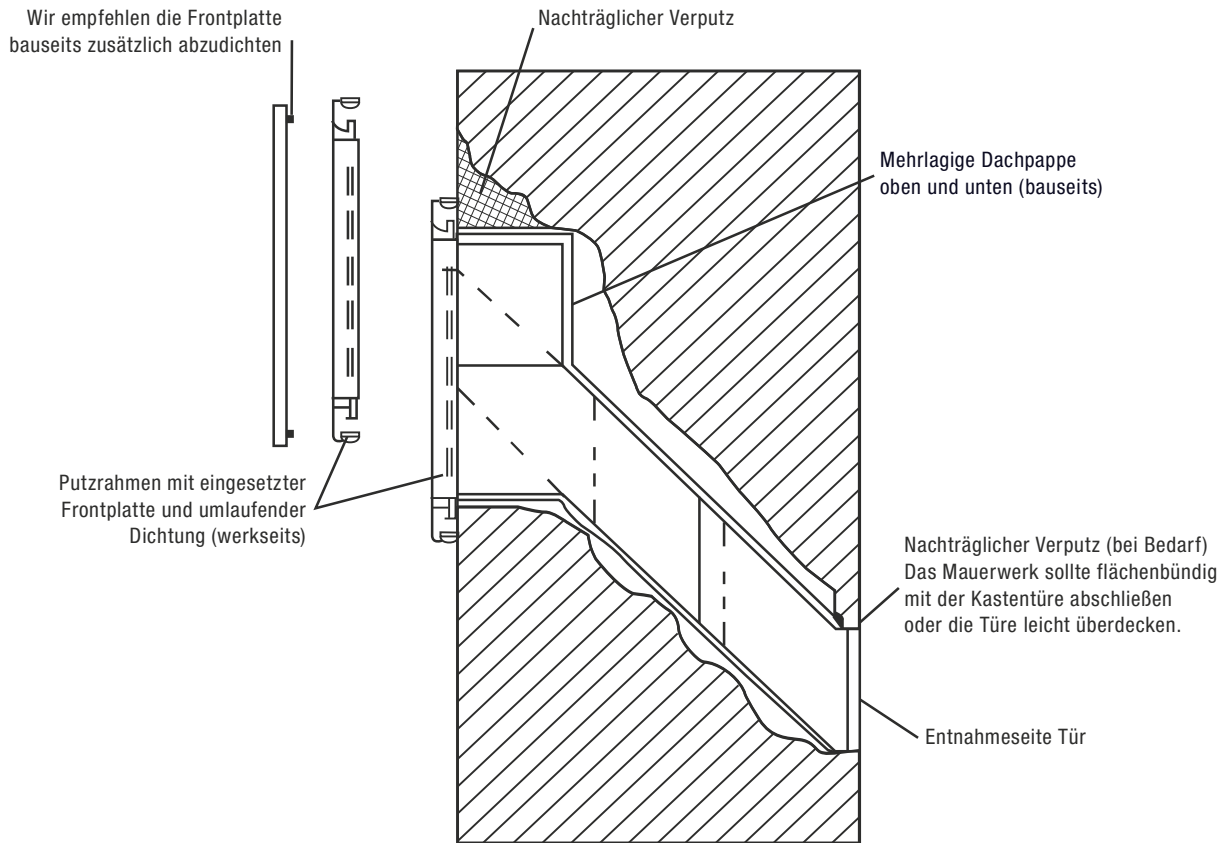 Wir empfehlen die Frontplatte
bauseits zusätzlich abzudichten
Nachträglicher Verputz
Mehrlagige Dachpappe
oben und unten (bauseits)
Putzrahmen mit eingesetzter
Frontplatte und umlaufender
Dichtung (werkseits)
Nachträglicher Verputz (bei Bedarf)
Das Mauerwerk sollte flächenbündig
mit der Kastentüre abschließen
oder die Türe leicht überdecken.
Entnahmeseite Tür